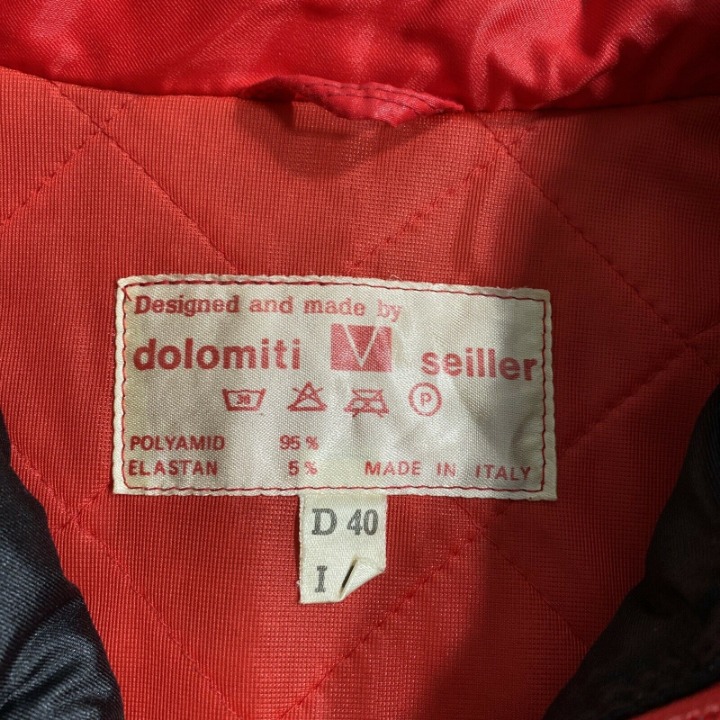 Designed and made by
dolomiti V seiller
30 P
POLYAMID 95 %
ELASTAN 5 % MADE IN ITALY
D 40
I